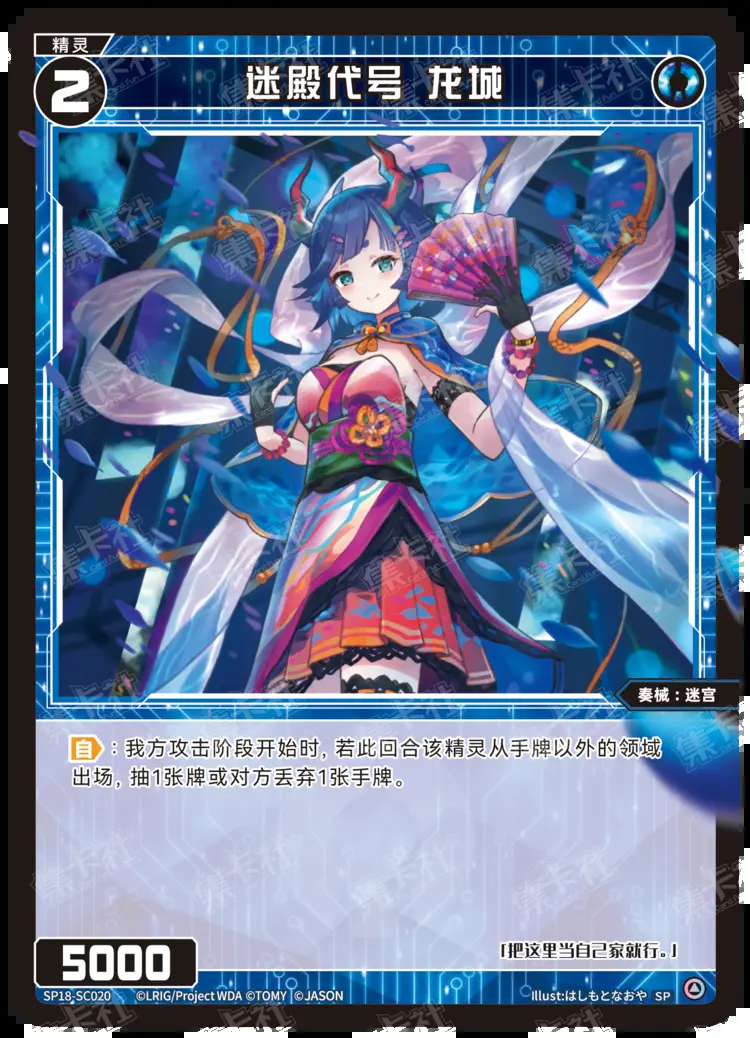 精灵
2
迷殿代号 龙城
奏械：迷宫
自：我方攻击阶段开始时，若此回合该精灵从手牌以外的领域
出场，抽1张牌或对方丢弃1张手牌。
「把这里当自己家就行。」
5000
SP18-SC020 ©LRIG/Project WDA ©TOMY ©JASON
Illust:はしもとなおや SP
集卡社